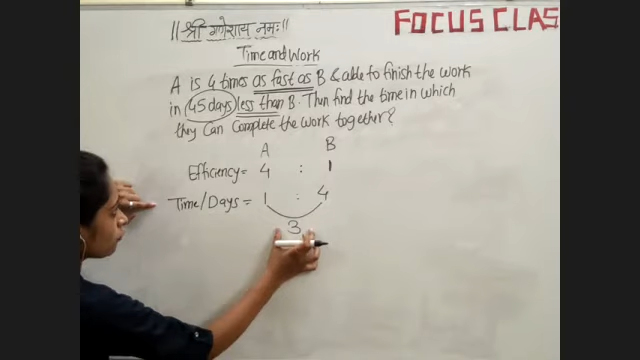 ||श्री गणेशाय नमः||
FOCUS CLAS
Time and Work
A is 4 times as fast as B & able to finish the work
in 45 days less than B. Then find the time in which
they Can Complete the work together?
A B
Efficiency = 4 : 1
Time/Days = 1 : 4
3